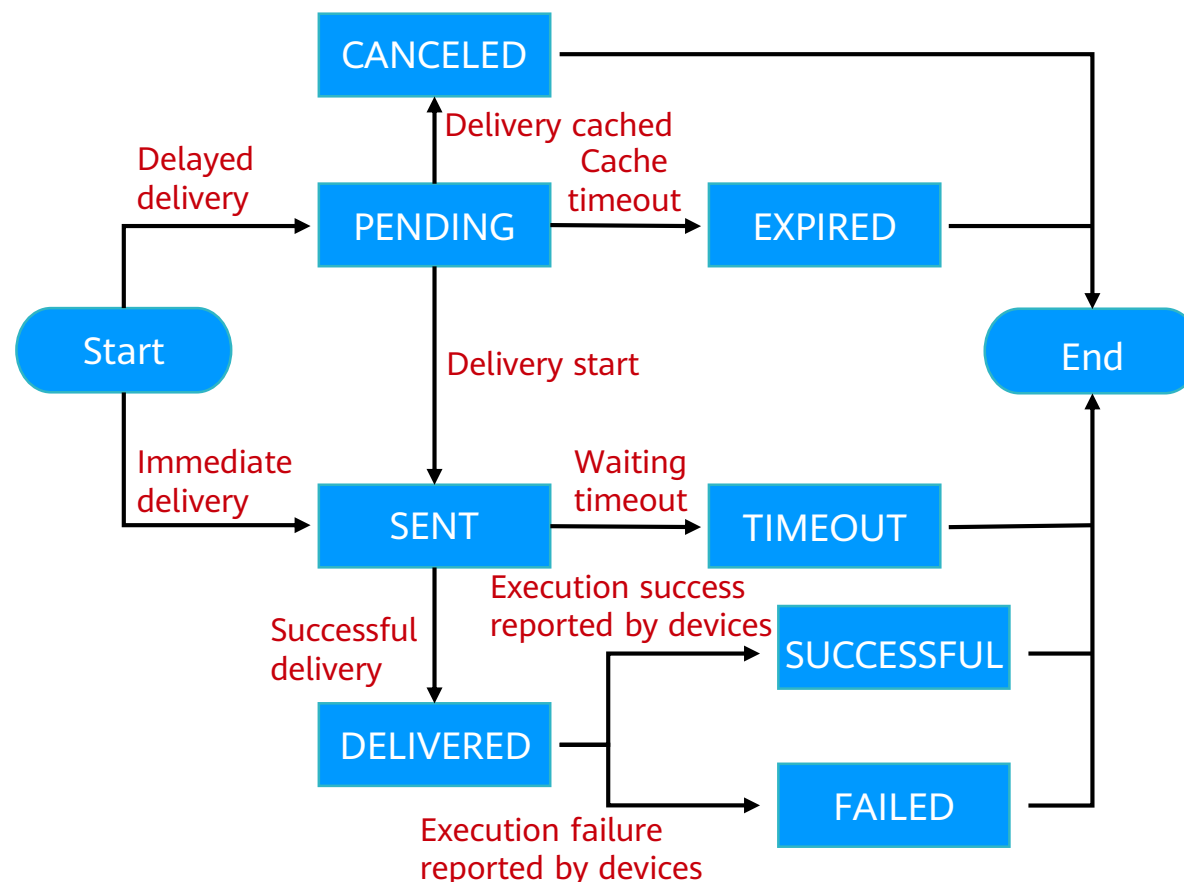 CANCELED
Delivery cached
Delayed
delivery
Cache
timeout
PENDING
EXPIRED
Start
Delivery start
End
Immediate
delivery
Waiting
timeout
SENT
TIMEOUT
Execution success
reported by devices
Successful
delivery
SUCCESSFUL
DELIVERED
FAILED
Execution failure
reported by devices